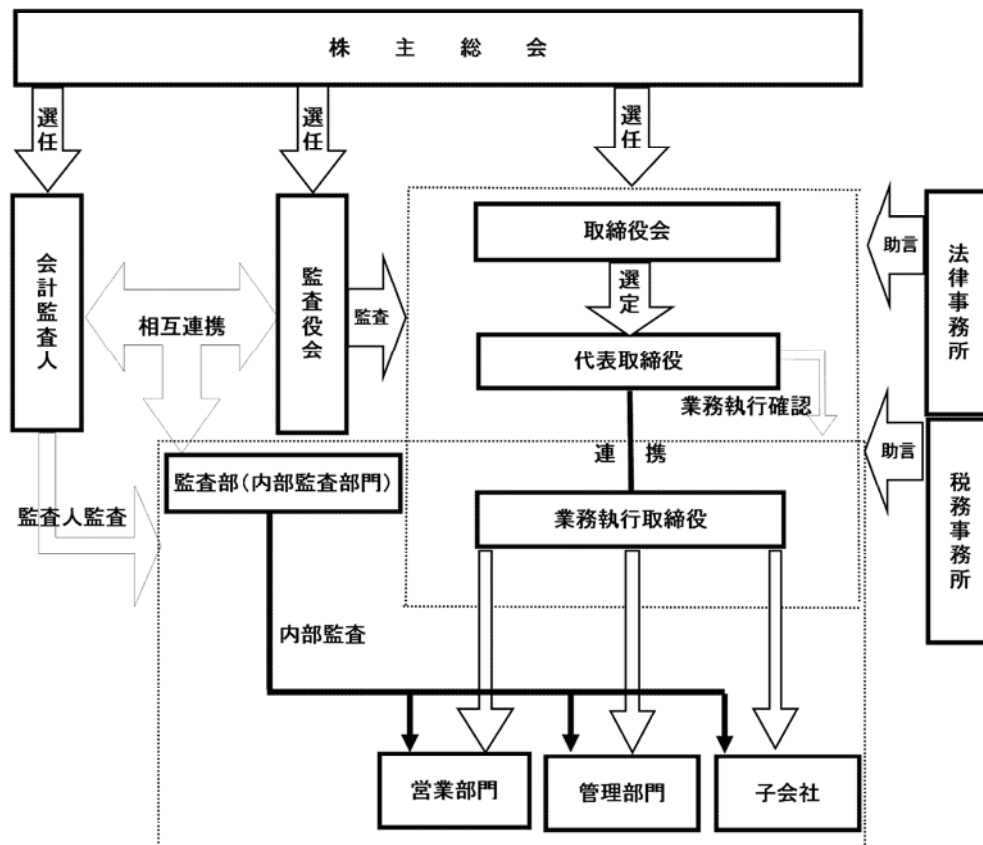 株主総会
選任
選任
選任
会計監査人
監査役会
取締役会
法律事務所
助言
選定
相互連携
監査
代表取締役
業務執行確認
連携
助言
税務事務所
監査部(内部監査部門)
監査人監査
業務執行取締役
内部監査
営業部門
管理部門
子会社